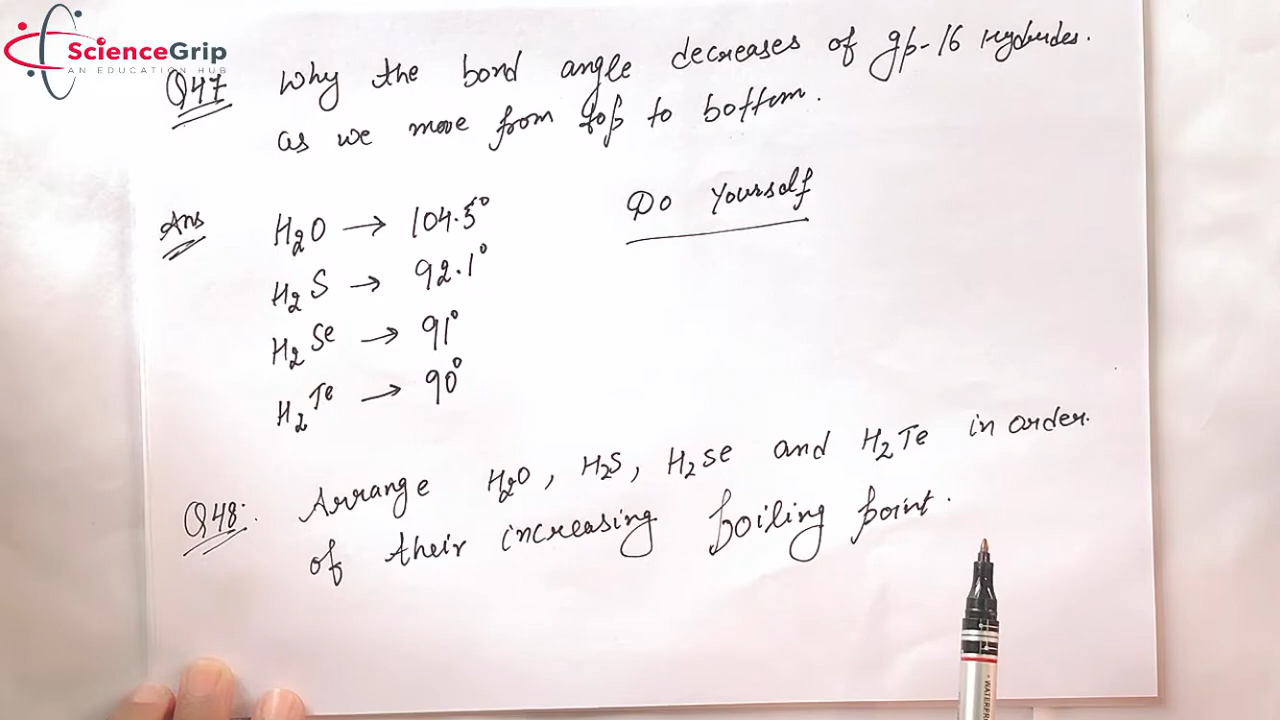 ScienceGrip
AN EDUCATION HUB
Q47 Why the bond angle decreases of gp-16 Hydrides.
as we move from top to bottom.
Ans
Do Yourself
H2O → 104.5°
H2S → 92.1°
H2Se → 91°
H2Te → 90°
Q48: Arrange H2O, H2S, H2Se and H2Te in order.
of their increasing boiling point.
WATERPR